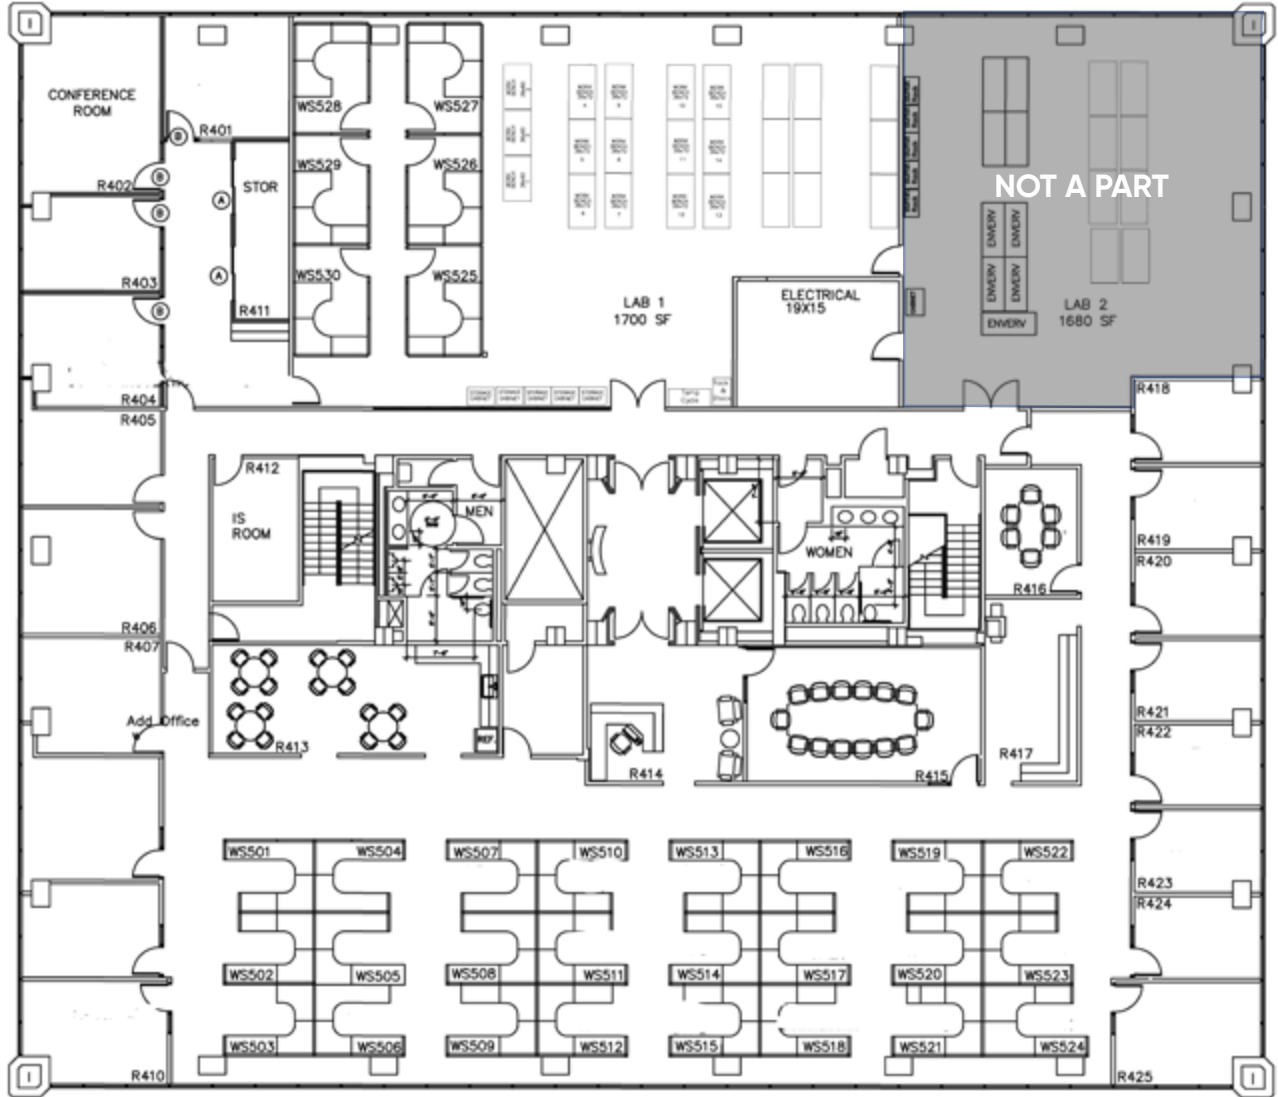 CONFERENCE
ROOM
R401
R402
STOR
R403
R411
R404
R405
WS528
WS527
WS529
WS526
WS530
WS525
LAB 1
1700 SF
ELECTRICAL
19X15
NOT A PART
ENVERV
ENVERV
ENVERV
ENVERV
ENVERV
LAB 2
1680 SF
R418
R412
IS
ROOM
MEN
WOMEN
R416
R419
R420
R406
R407
Add Office
R413
REF.
R414
R415
R417
R421
R422
R423
R424
WS501
WS504
WS507
WS510
WS513
WS516
WS519
WS522
WS502
WS505
WS508
WS511
WS514
WS517
WS520
WS523
WS503
WS506
WS509
WS512
WS515
WS518
WS521
WS524
R410
R425